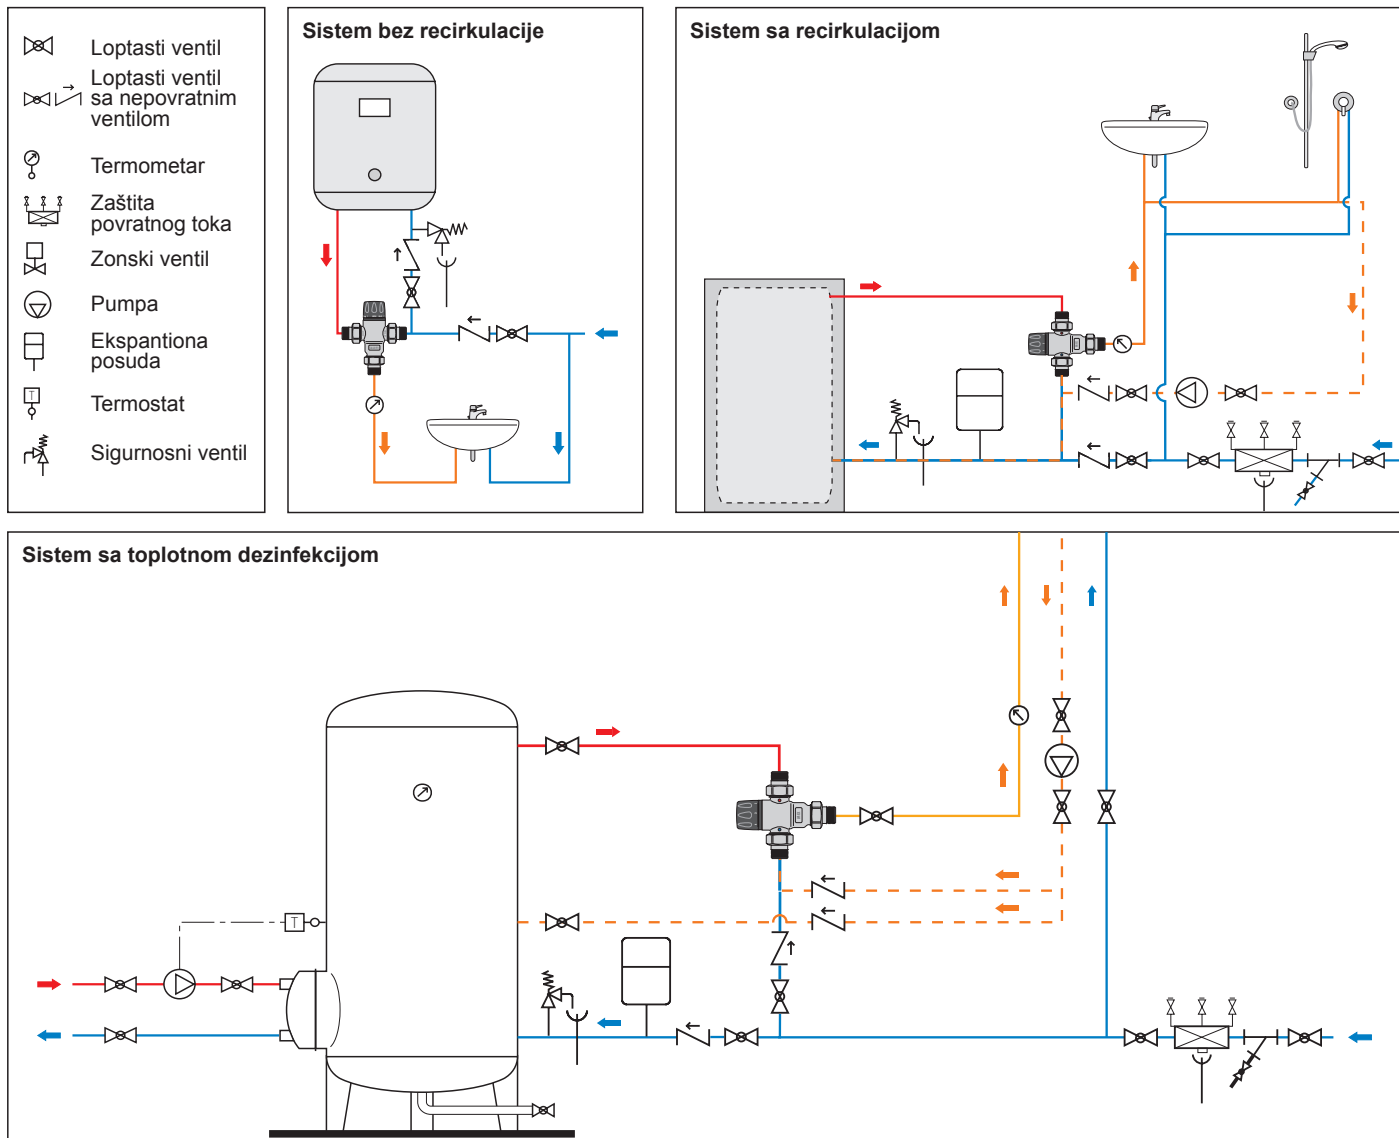 Loptasti ventil
Loptasti ventil
sa nepovratnim
ventilom
Termometar
Zaštita
povratnog toka
Zonski ventil
Pumpa
Ekspantiona
posuda
T
Termostat
Sigurnosni ventil
Sistem bez recirkulacije
Sistem sa recirkulacijom
Sistem sa toplotnom dezinfekcijom
T